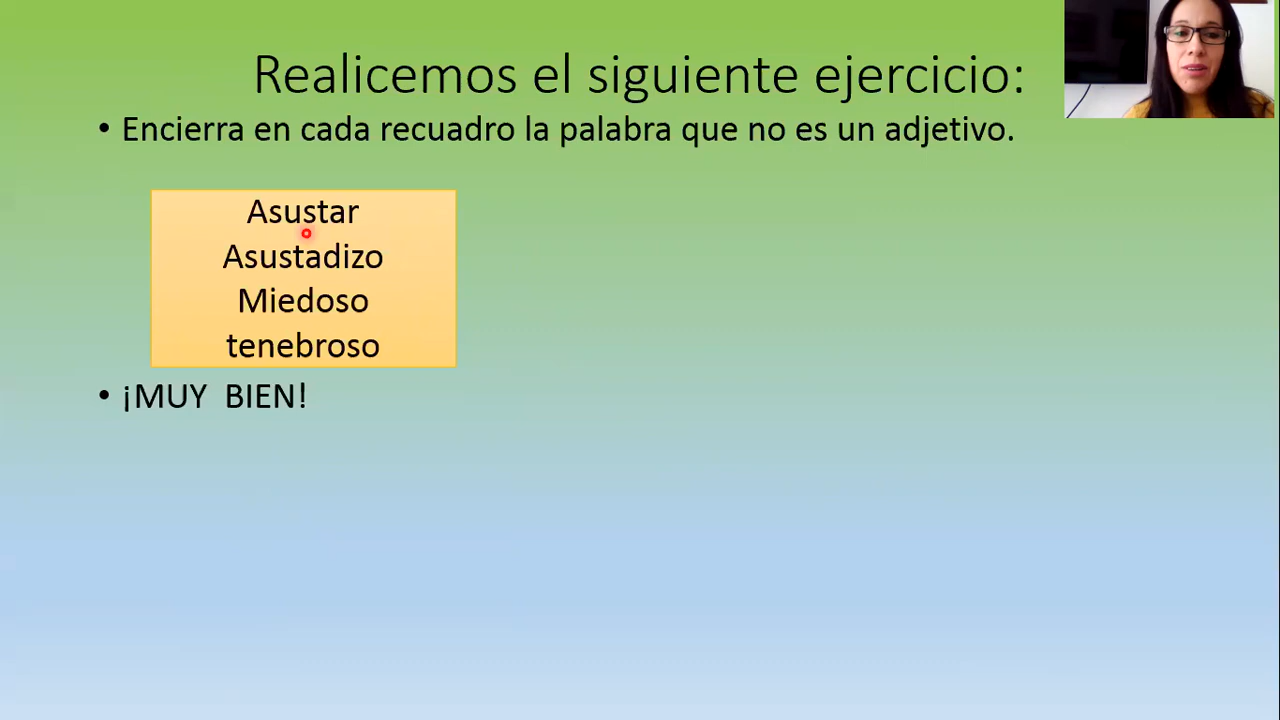 Realicemos el siguiente ejercicio:
• Encierra en cada recuadro la palabra que no es un adjetivo.
Asustar
Asustadizo
Miedoso
tenebroso
• ¡MUY BIEN!